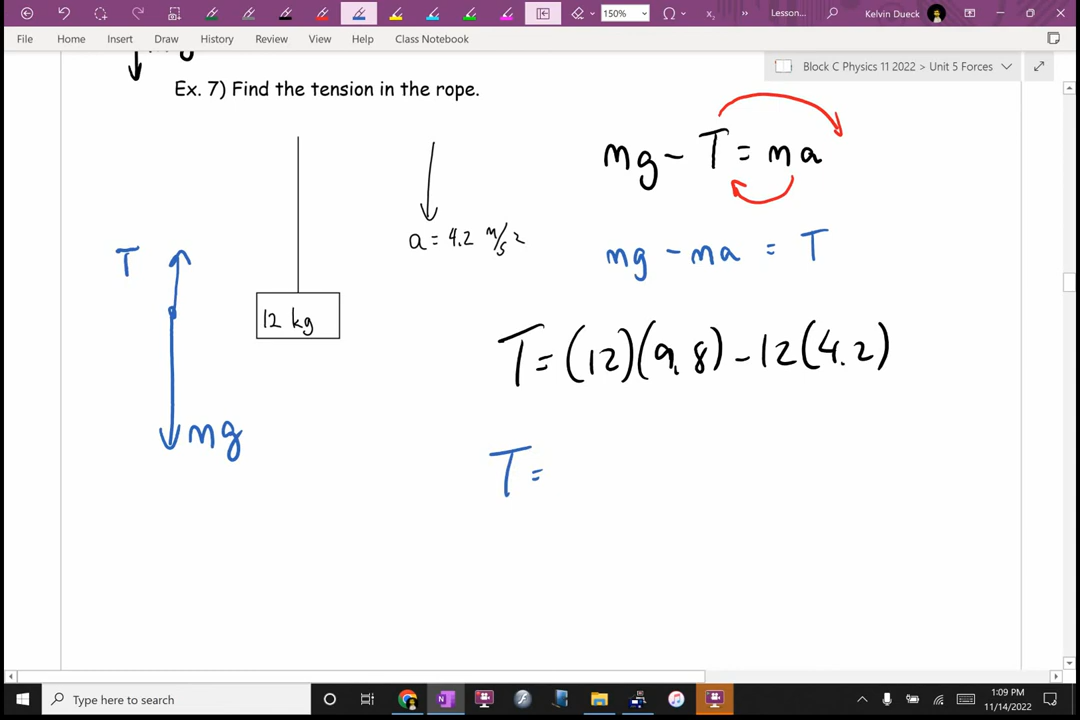 Lesson...
Kelvin Dueck
150%
File Home Insert Draw History Review View Help Class Notebook
Block C Physics 11 2022 > Unit 5 Forces
Ex. 7) Find the tension in the rope.
mg - T = ma
a = 4.2 m/s2
T
mg - ma = T
12 kg
T = (12)(9.8) - 12(4.2)
mg
T =
Type here to search
1:09 PM
11/14/2022